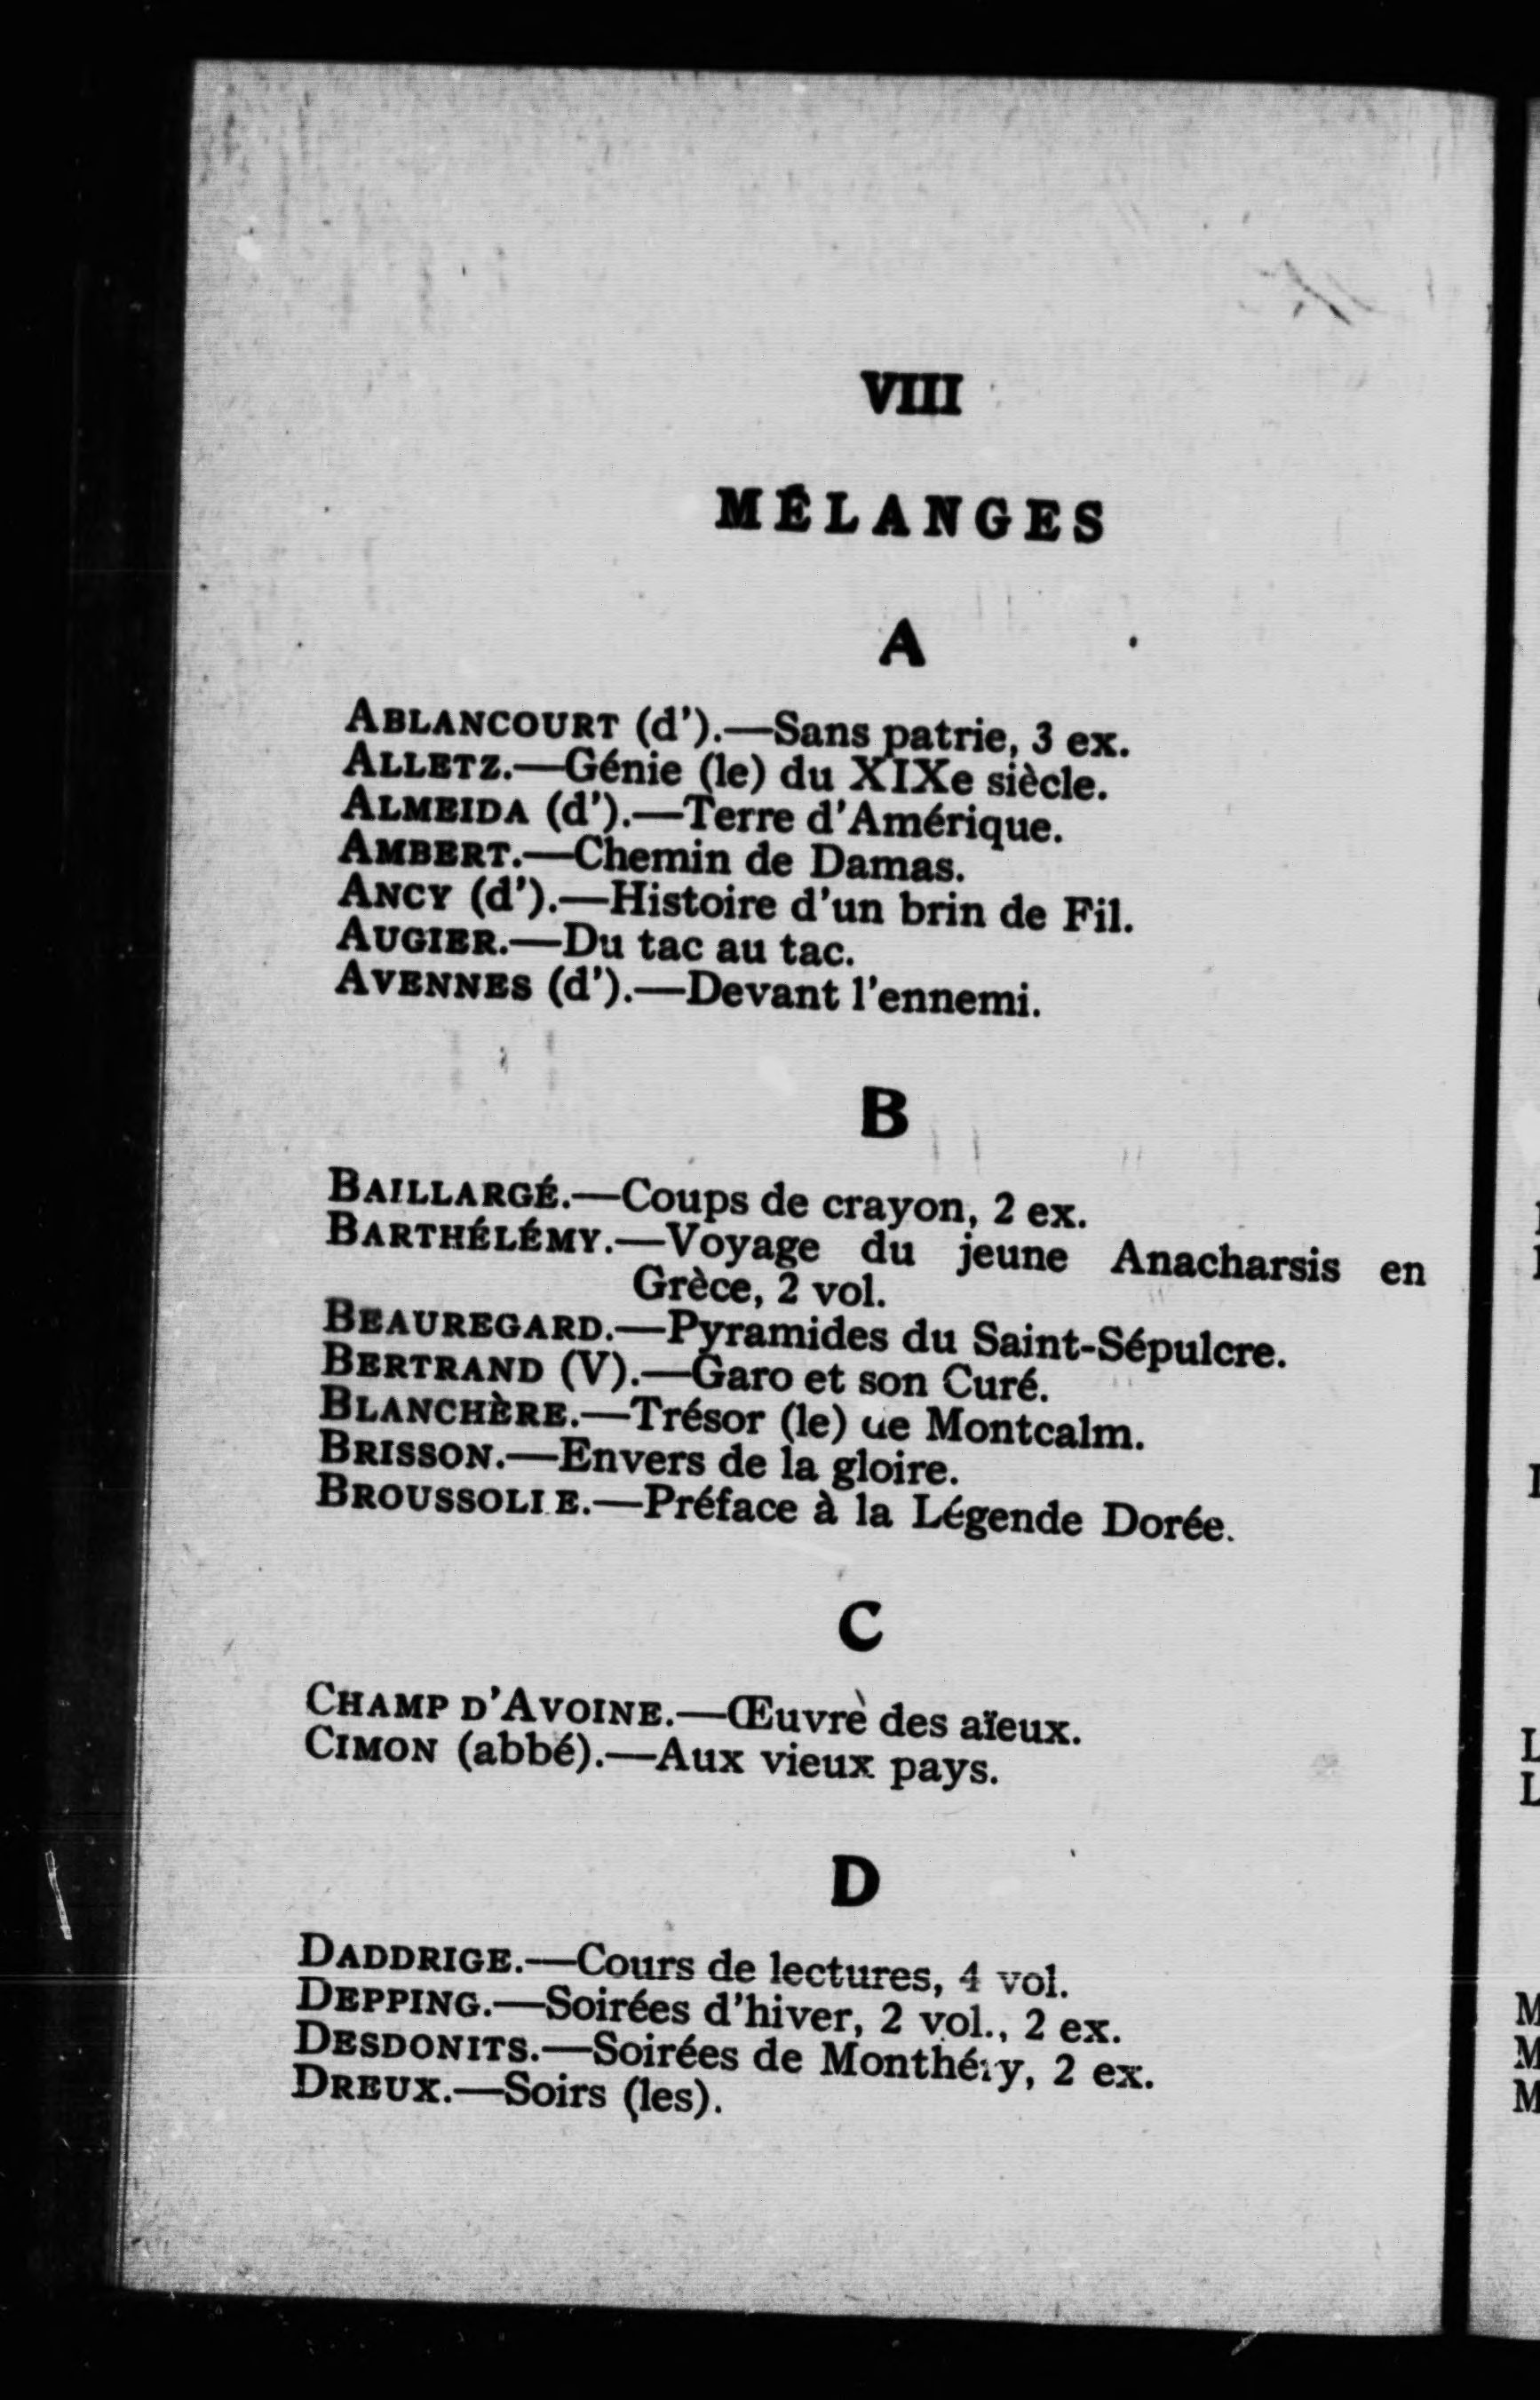 VIII
MÉLANGES
A
ABLANCOURT (d').—Sans patrie, 3 ex.
ALLETZ.—Génie (le) du XIXe siècle.
ALMEIDA (d').—Terre d'Amérique.
AMBERT.—Chemin de Damas.
ANCY (d').—Histoire d'un brin de Fil.
AUGIER.—Du tac au tac.
AVENNES (d').—Devant l'ennemi.
B
BAILLARGÉ.—Coups de crayon, 2 ex.
BARTHÉLÉMY.—Voyage du jeune Anacharsis en
Grèce, 2 vol.
BEAUREGARD.—Pyramides du Saint-Sépulcre.
BERTRAND (V).—Garo et son Curé.
BLANCHÈRE.—Trésor (le) de Montcalm.
BRISSON.—Envers de la gloire.
BROUSSOLLE.—Préface à la Légende Dorée.
C
CHAMP D'AVOINE.—Œuvrè des aïeux.
CIMON (abbé).—Aux vieux pays.
D
DADDRIGE.—Cours de lectures, 4 vol.
DEPPING.—Soirées d'hiver, 2 vol., 2 ex.
DESDONITS.—Soirées de Monthéry, 2 ex.
DREUX.—Soirs (les).